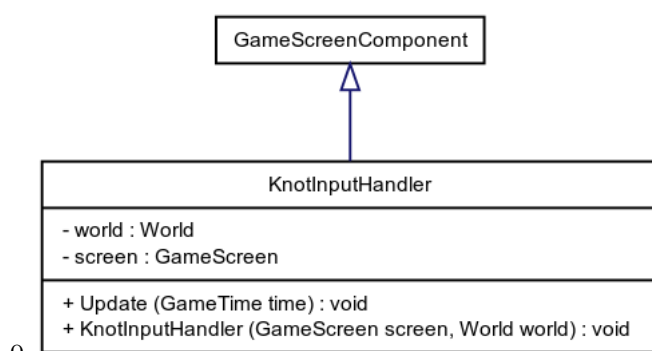 GameScreenComponent
KnotInputHandler
- world : World
- screen : GameScreen
+ Update (GameTime time) : void
+ KnotInputHandler (GameScreen screen, World world) : void